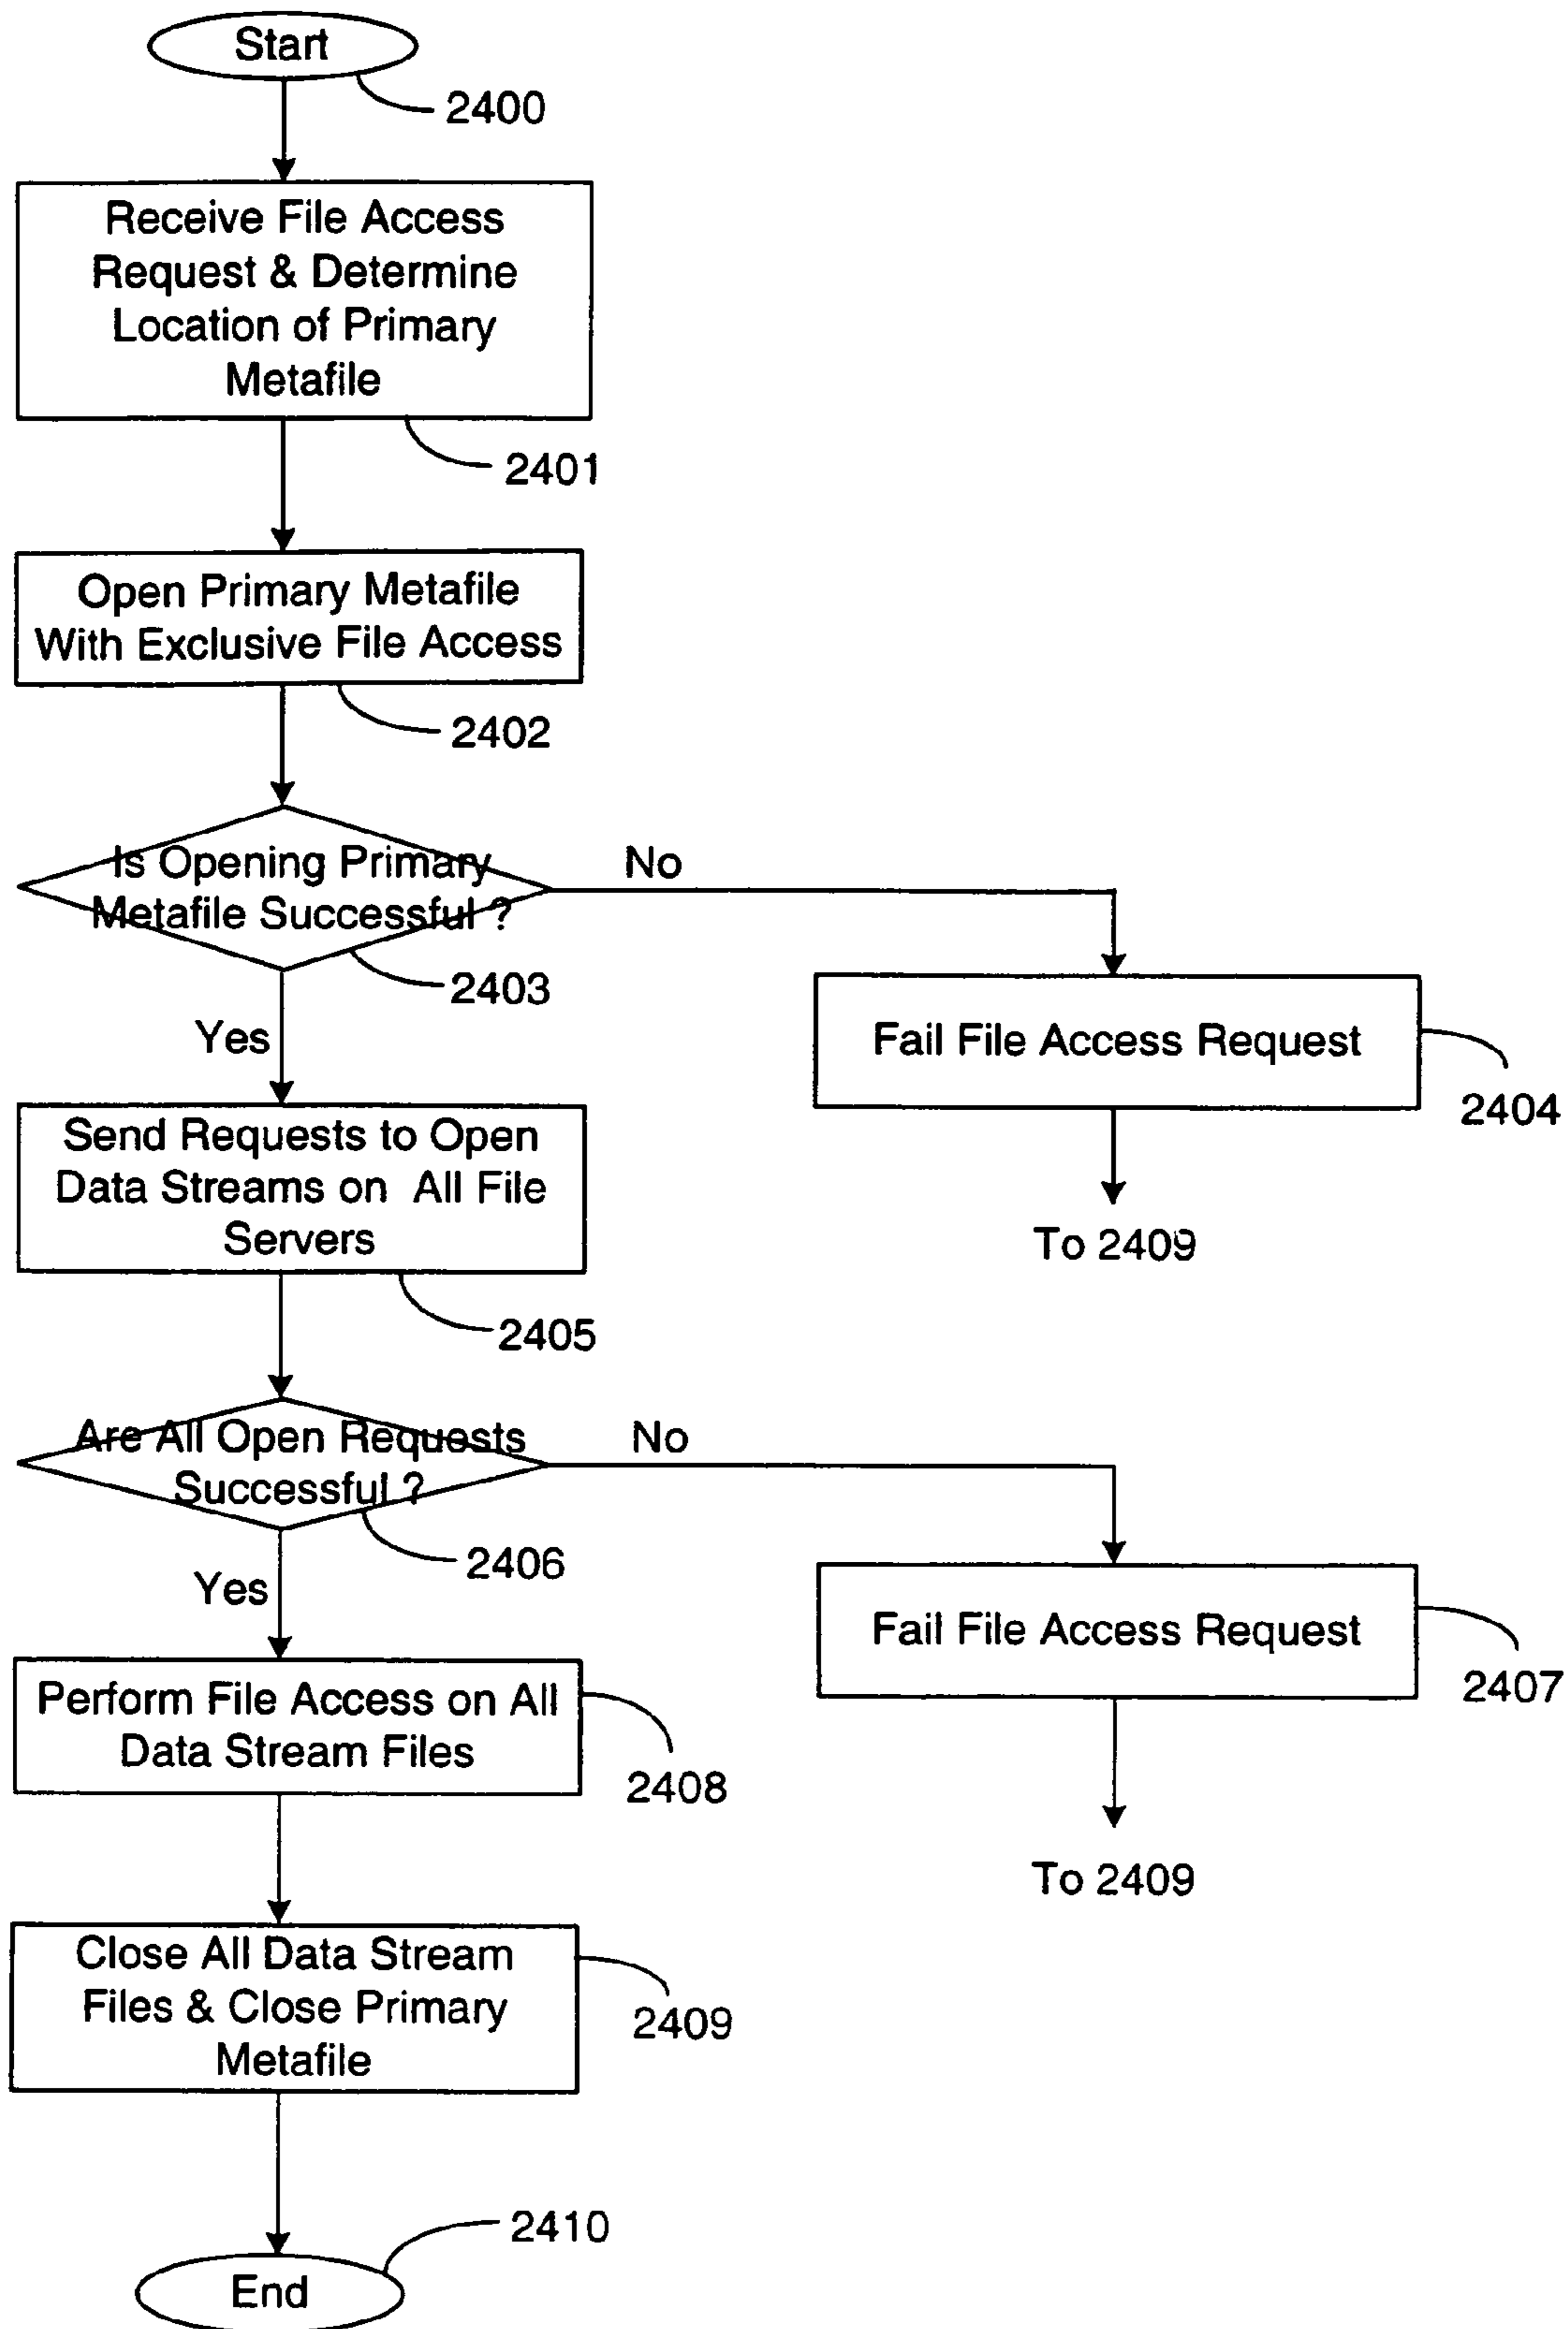 Start
2400
Receive File Access
Request & Determine
Location of Primary
Metafile
2401
Open Primary Metafile
With Exclusive File Access
2402
Is Opening Primary
Metafile Successful ?
No
2403
Yes
Fail File Access Request
2404
To 2409
Send Requests to Open
Data Streams on All File
Servers
2405
Are All Open Requests
Successful ?
No
2406
Yes
Fail File Access Request
2407
To 2409
Perform File Access on All
Data Stream Files
2408
Close All Data Stream
Files & Close Primary
Metafile
2409
2410
End